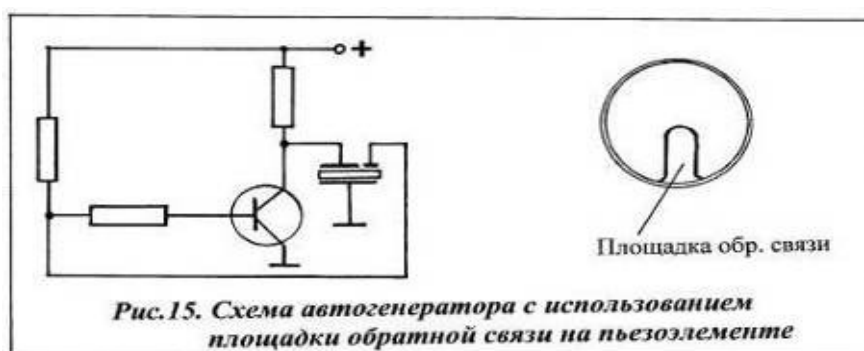 +
Площадка обр. связи
Рис.15. Схема автогенератора с использованием
площадки обратной связи на пьезоэлементе